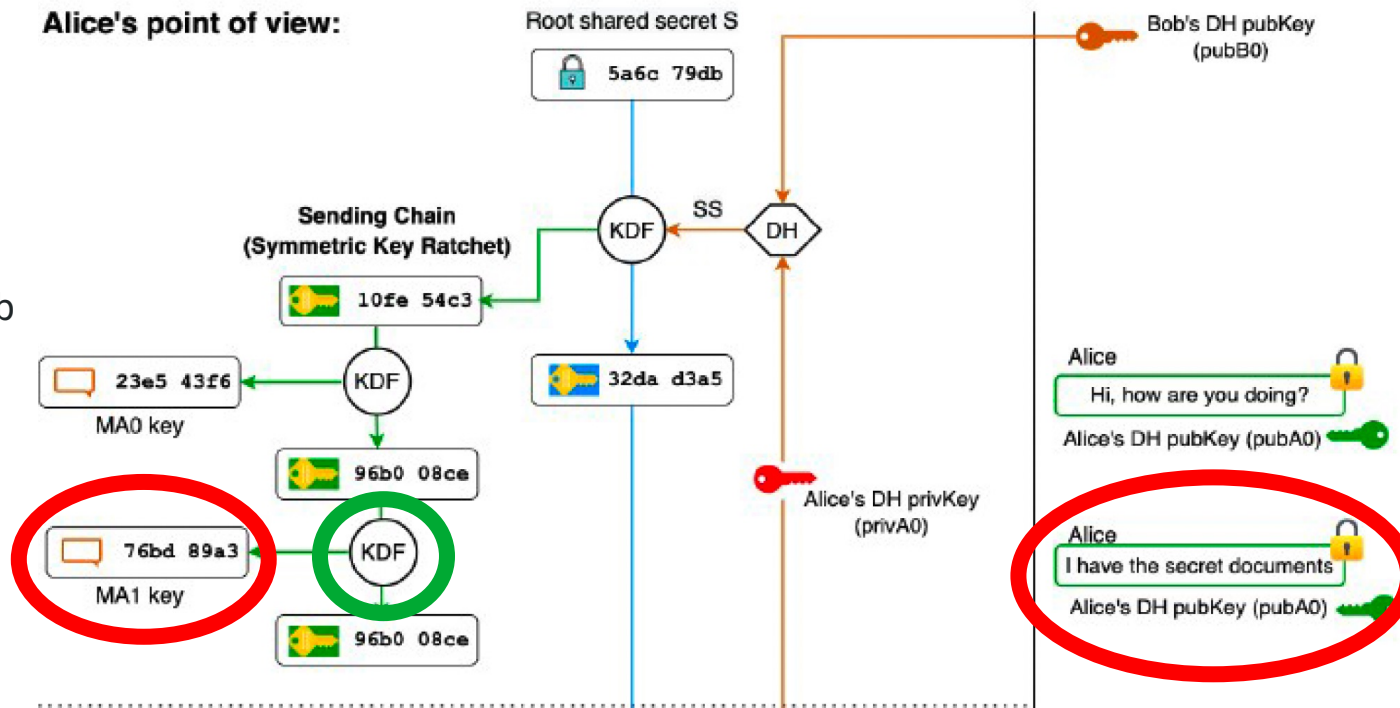 Alice's point of view:
Root shared secret S
Bob's DH pubKey
(pubB0)
5a6c 79db
Sending Chain
(Symmetric Key Ratchet)
KDF
SS
DH
10fe 54c3
KDF
23e5 43f6
MA0 key
32da d3a5
Alice
Hi, how are you doing?
Alice's DH pubKey (pubA0)
96b0 08ce
Alice's DH privKey
(privA0)
KDF
76bd 89a3
MA1 key
Alice
I have the secret documents
Alice's DH pubKey (pubA0)
96b0 08ce